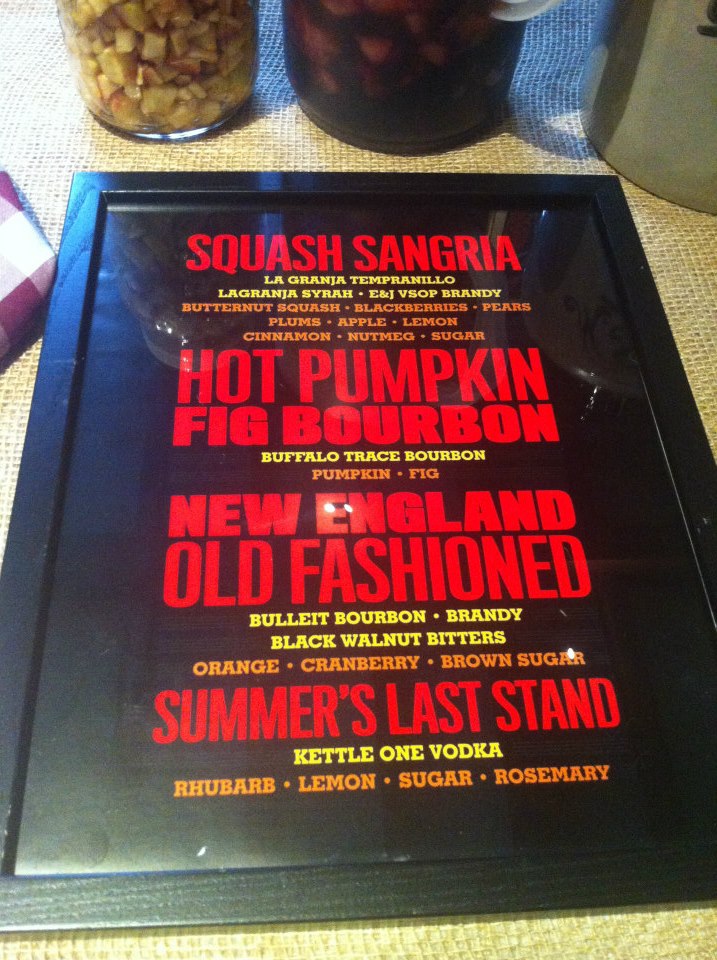 SQUASH SANGRIA
LA GRANJA TEMPRANILLO
LAGRANJA SYRAH • E&J VSOP BRANDY
BUTTERNUT SQUASH • BLACKBERRIES • PEARS
PLUMS • APPLE • LEMON
CINNAMON • NUTMEG • SUGAR
HOT PUMPKIN
FIG BOURBON
BUFFALO TRACE BOURBON
PUMPKIN • FIG
NEW ENGLAND
OLD FASHIONED
BULLEIT BOURBON • BRANDY
BLACK WALNUT BITTERS
ORANGE • CRANBERRY • BROWN SUGAR
SUMMER'S LAST STAND
KETTLE ONE VODKA
RHUBARB • LEMON • SUGAR • ROSEMARY